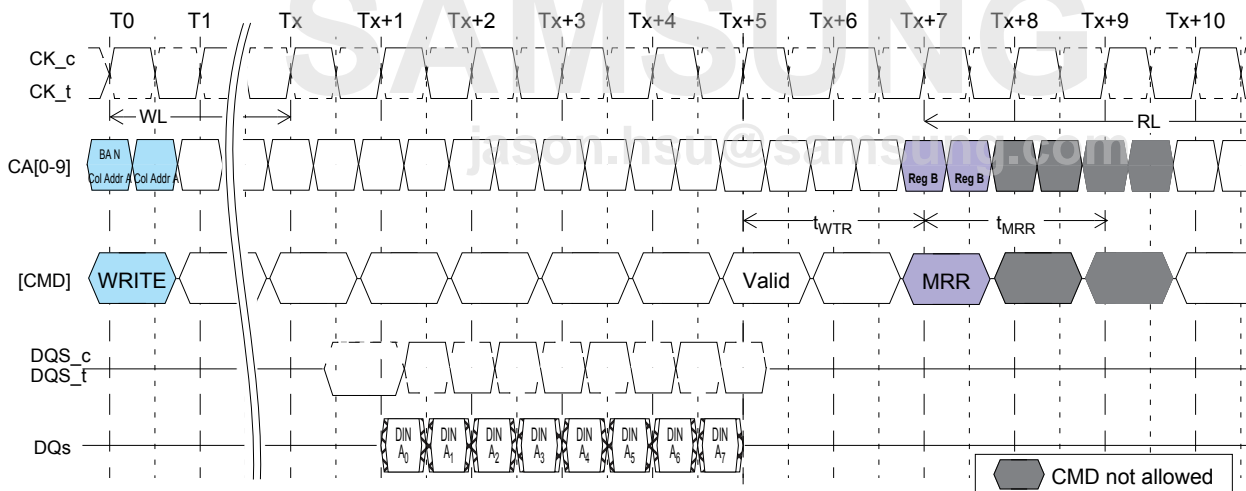 SAMSUNG
jason.hsu@samsung.com
T0 T1 Tx Tx+1 Tx+2 Tx+3 Tx+4 Tx+5 Tx+6 Tx+7 Tx+8 Tx+9 Tx+10
CK_c
CK_t
WL
RL
CA[0-9]
BA N
Col Addr A
Col Addr A
Reg B
Reg B
tWTR
tMRR
[CMD]
WRITE
Valid
MRR
DQS_c
DQS_t
DQs
DIN A0
DIN A1
DIN A2
DIN A3
DIN A4
DIN A5
DIN A6
DIN A7
CMD not allowed